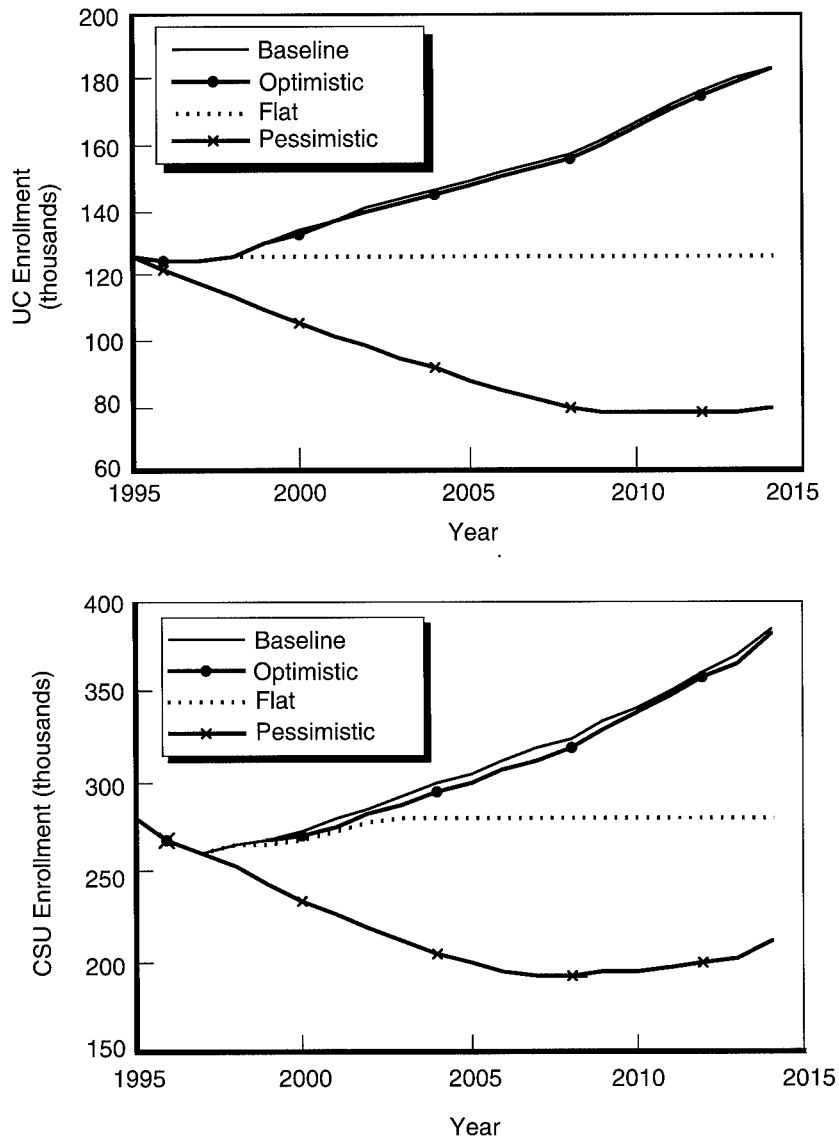 200
180
160
140
120
100
80
60
UC Enrollment
(thousands)
Baseline
Optimistic
Flat
Pessimistic
1995
2000
2005
2010
2015
Year
400
350
300
250
200
150
CSU Enrollment (thousands)
Baseline
Optimistic
Flat
Pessimistic
1995
2000
2005
2010
2015
Year